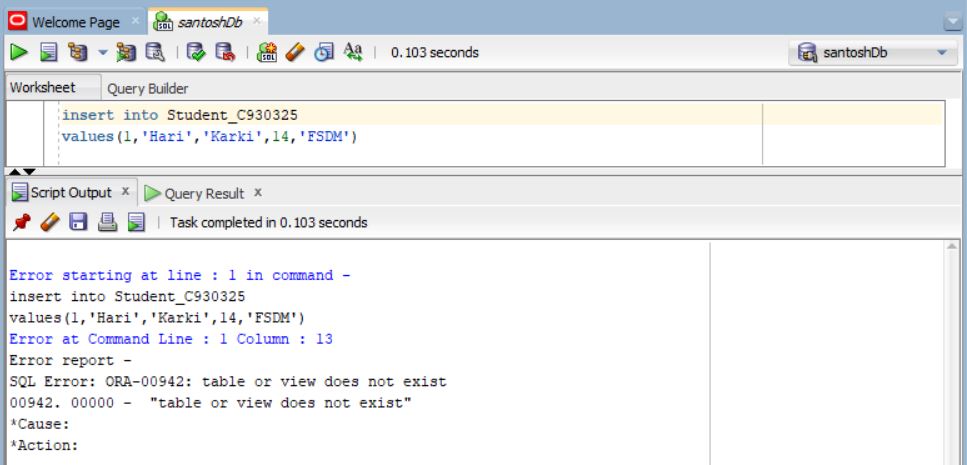 Welcome Page
santoshDb
0.103 seconds
santoshDb
Worksheet
Query Builder
insert into Student_C930325
values(1,'Hari','Karki',14,'FSDM')
Script Output
Query Result
Task completed in 0.103 seconds
Error starting at line : 1 in command -
insert into Student_C930325
values(1,'Hari','Karki',14,'FSDM')
Error at Command Line : 1 Column : 13
Error report -
SQL Error: ORA-00942: table or view does not exist
00942. 00000 -  "table or view does not exist"
*Cause:
*Action: